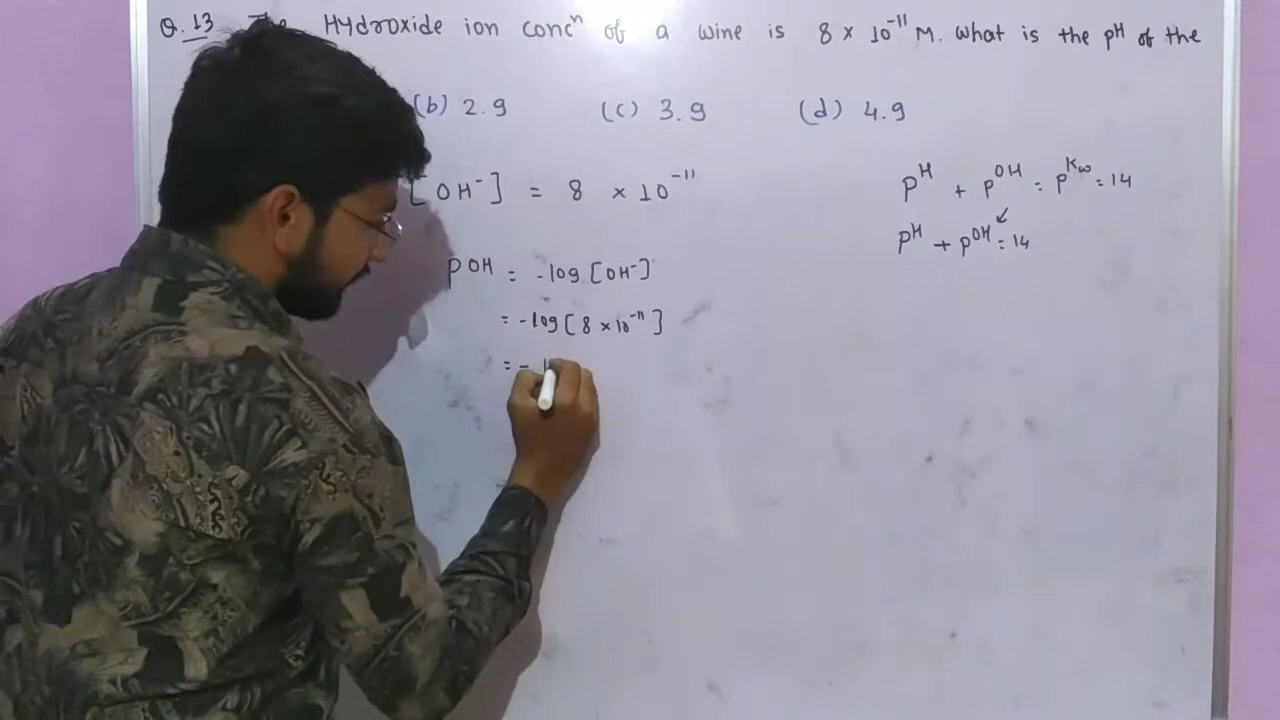 Q. 13 Hydroxide ion concⁿ of a wine is 8 × 10⁻¹¹ M. what is the pH of the
(b) 2.9 (c) 3.9 (d) 4.9
[OH⁻] = 8 × 10⁻¹¹
pOH = -log [OH⁻]
= -log [8 × 10⁻¹¹]
= -
pH + pOH = pKw = 14
pH + pOH = 14